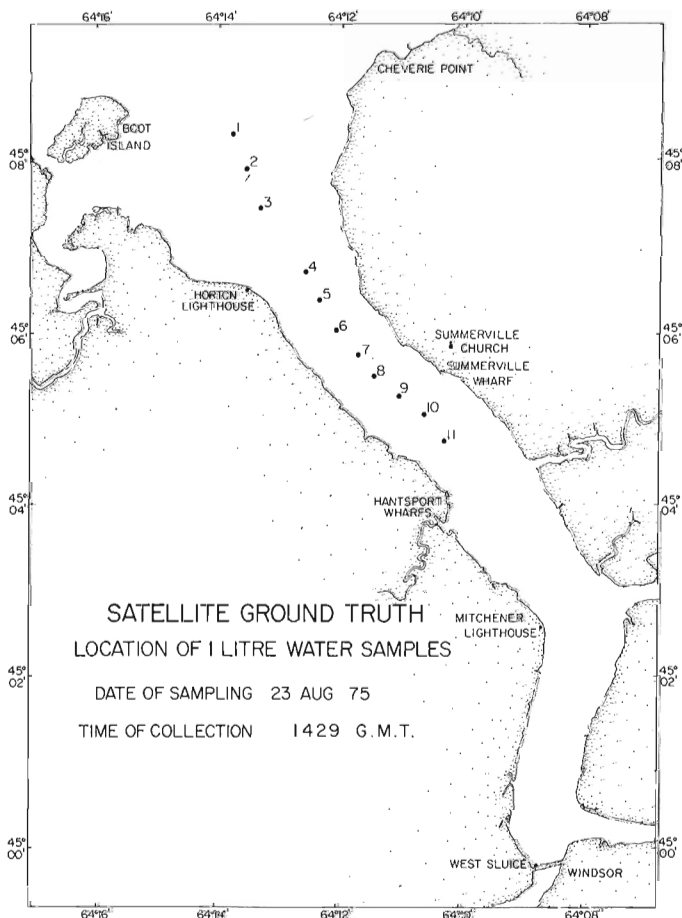 64°16' 64°14' 64°12' 64°10' 64°08'
CHEVERIE POINT
BOOT
ISLAND
1
45°
08'
45°
08'
2
3
4
HORTON
LIGHTHOUSE
5
6
45°
06'
45°
06'
SUMMERVILLE
CHURCH
7
SUMMERVILLE
WHARF
8
9
10
11
45°
04'
45°
04'
HANTSPORT
WHARFS
SATELLITE GROUND TRUTH
LOCATION OF 1 LITRE WATER SAMPLES
MITCHENER
LIGHTHOUSE
45°
02'
45°
02'
DATE OF SAMPLING 23 AUG 75
TIME OF COLLECTION 1429 G.M.T.
45°
00'
45°
00'
WEST SLUICE
WINDSOR
64°16' 64°14' 64°12' 64°10' 64°08'